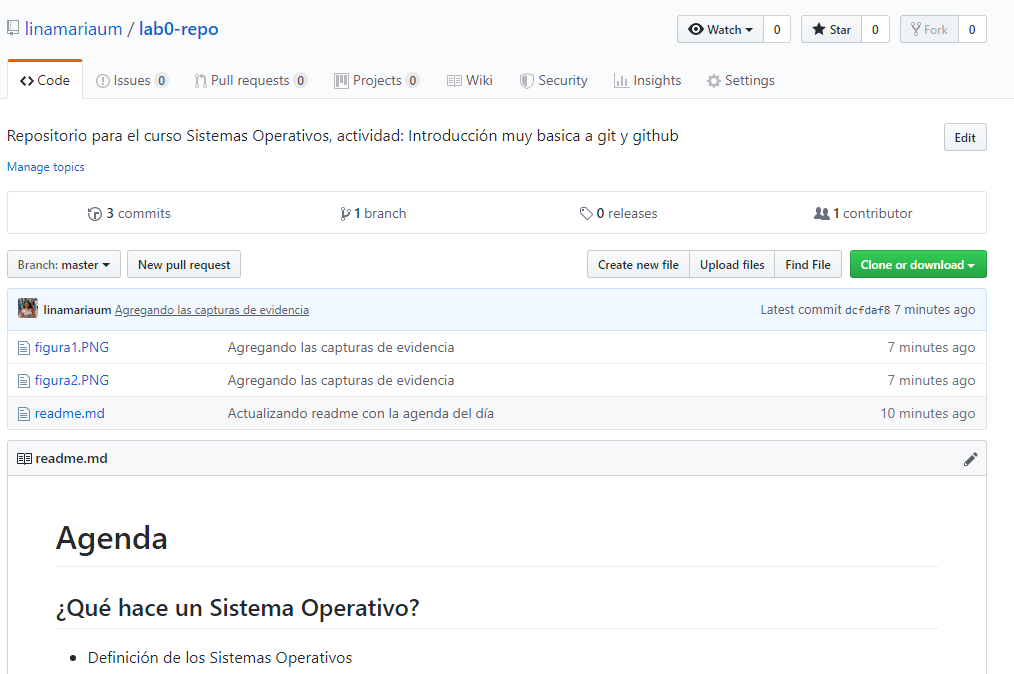 linamariaum / lab0-repo
Watch 0 Star 0 Fork 0
Code Issues 0 Pull requests 0 Projects 0 Wiki Security Insights Settings
Repositorio para el curso Sistemas Operativos, actividad: Introducción muy basica a git y github
Edit
Manage topics
3 commits 1 branch 0 releases 1 contributor
Branch: master New pull request Create new file Upload files Find File Clone or download
linamariaum Agregando las capturas de evidencia Latest commit dcfdaf8 7 minutes ago
figura1.PNG Agregando las capturas de evidencia 7 minutes ago
figura2.PNG Agregando las capturas de evidencia 7 minutes ago
readme.md Actualizando readme con la agenda del día 10 minutes ago
readme.md
Agenda
¿Qué hace un Sistema Operativo?
• Definición de los Sistemas Operativos